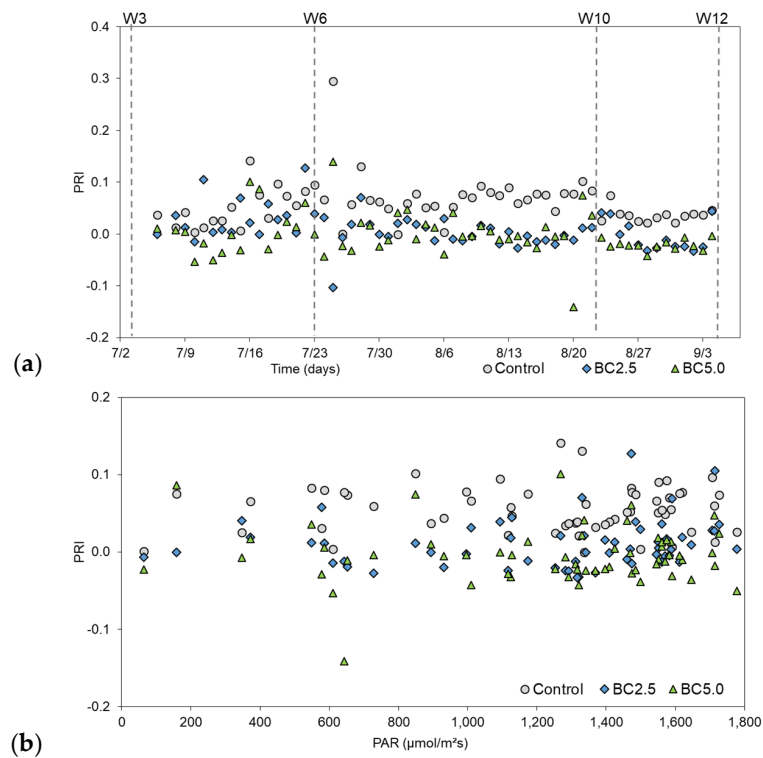 W3 W6 W10 W12
0.4
0.3
0.2
0.1
0.0
-0.1
-0.2
PRI
7/2 7/9 7/16 7/23 7/30 8/6 8/13 8/20 8/27 9/3
Time (days)
Control BC2.5 BC5.0
(a)
0.2
0.1
0.0
-0.1
-0.2
PRI
Control BC2.5 BC5.0
0 200 400 600 800 1,000 1,200 1,400 1,600 1,800
PAR (μmol/m²s)
(b)